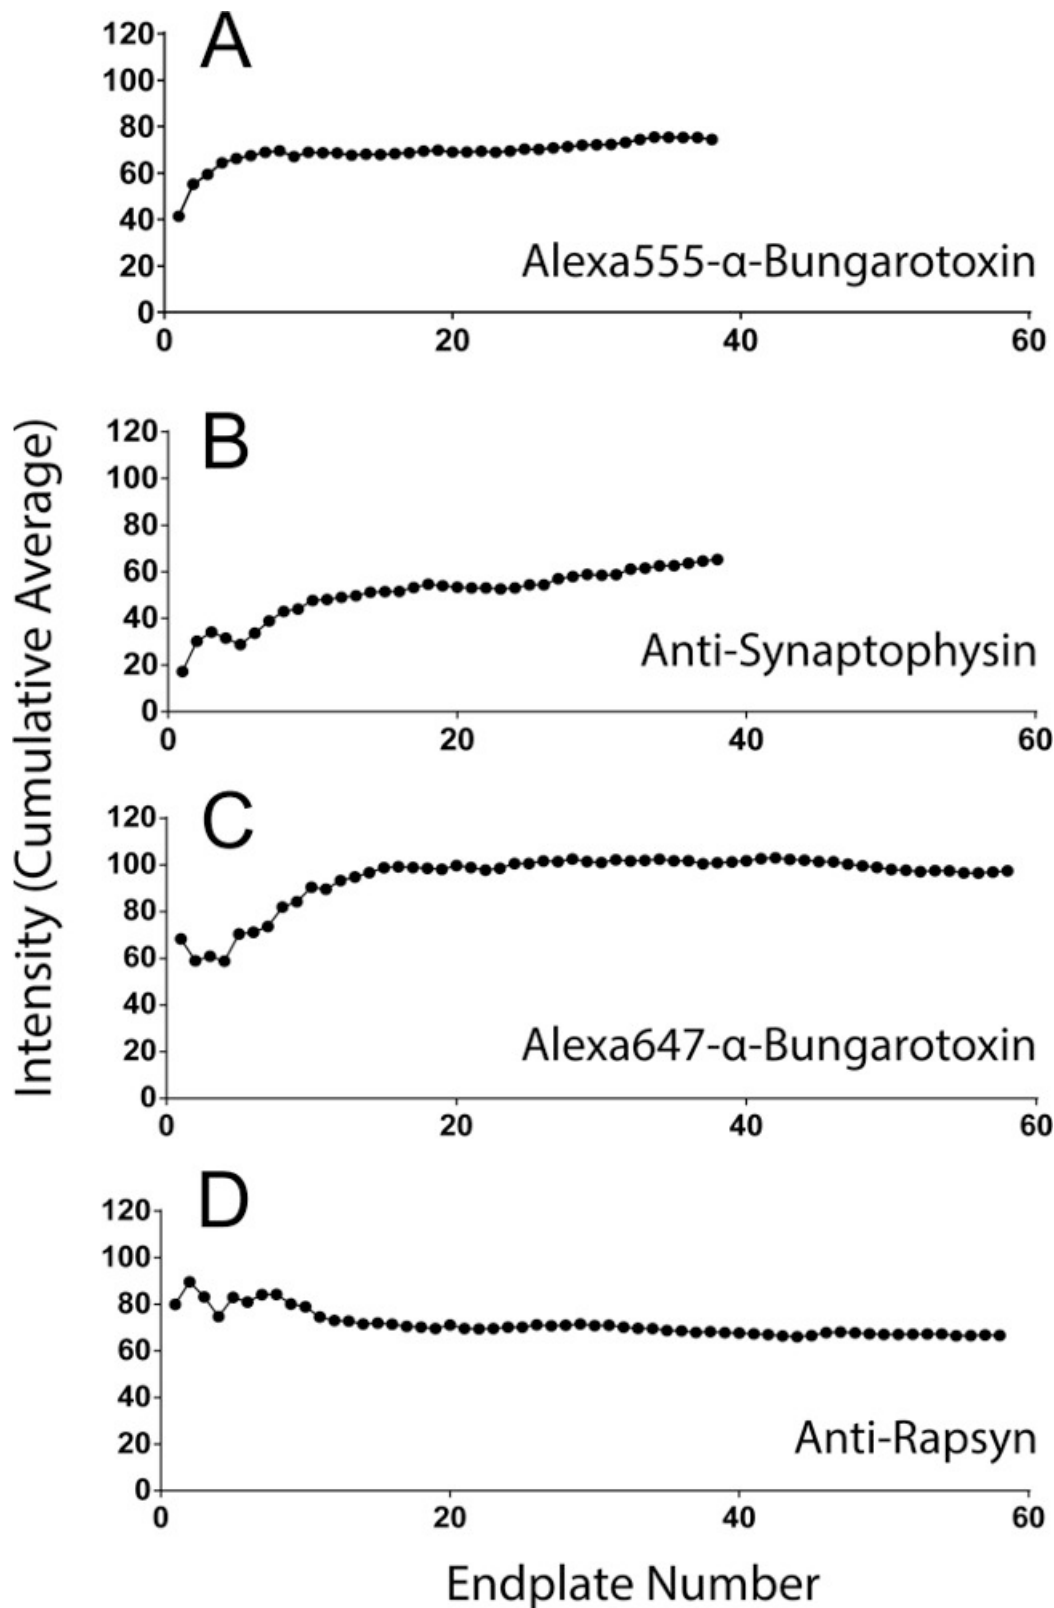 A
120
100
80
60
40
20
0
0 20 40 60
Alexa555-α-Bungarotoxin
B
120
100
80
60
40
20
0
0 20 40 60
Anti-Synaptophysin
C
120
100
80
60
40
20
0
0 20 40 60
Alexa647-α-Bungarotoxin
D
120
100
80
60
40
20
0
0 20 40 60
Anti-Rapsyn
Intensity (Cumulative Average)
Endplate Number